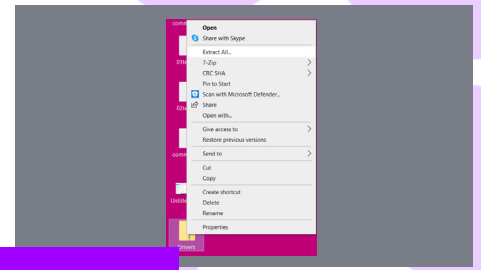 Open
Share with Skype
Extract All...
7-Zip
CRC SHA
Pin to Start
Scan with Microsoft Defender...
Share
Open with...
Give access to
Restore previous versions
Send to
Cut
Copy
Create shortcut
Delete
Rename
Properties
Drivers